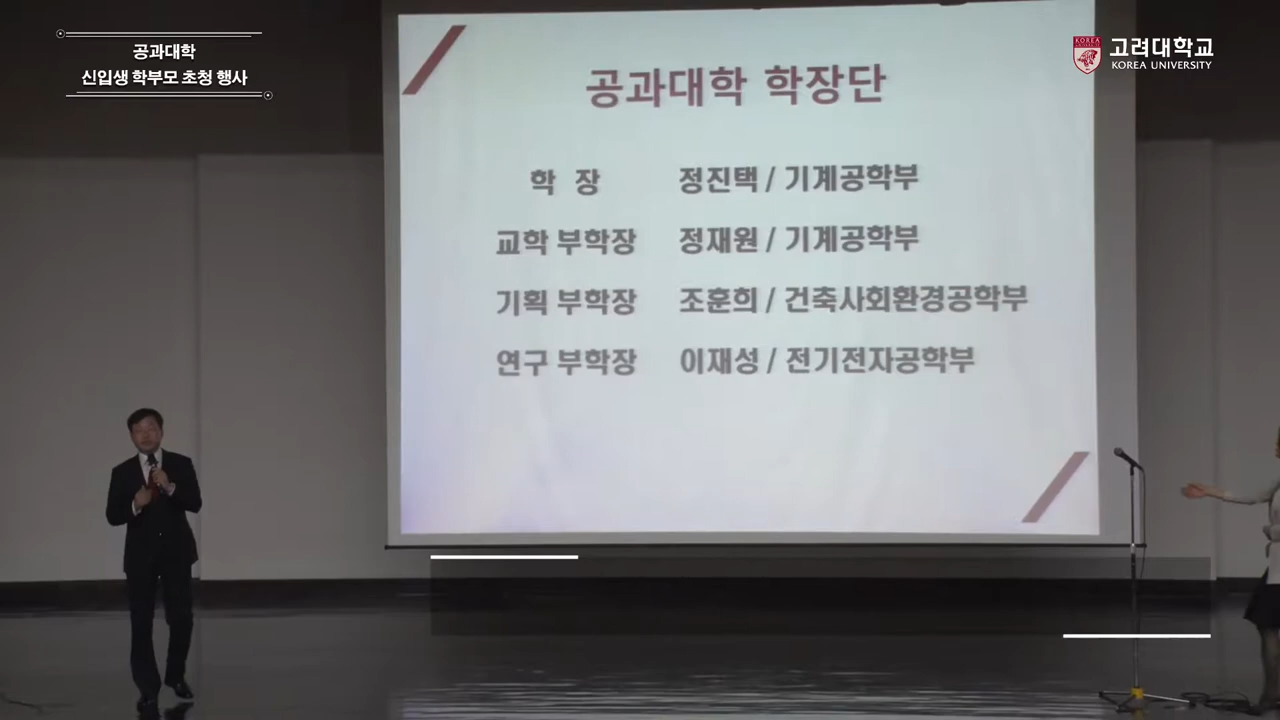 공과대학
신입생 학부모 초청 행사
KOREA
고려대학교
KOREA UNIVERSITY
공과대학 학장단
학 장 정진택 / 기계공학부
교학 부학장 정재원 / 기계공학부
기획 부학장 조훈희 / 건축사회환경공학부
연구 부학장 이재성 / 전기전자공학부